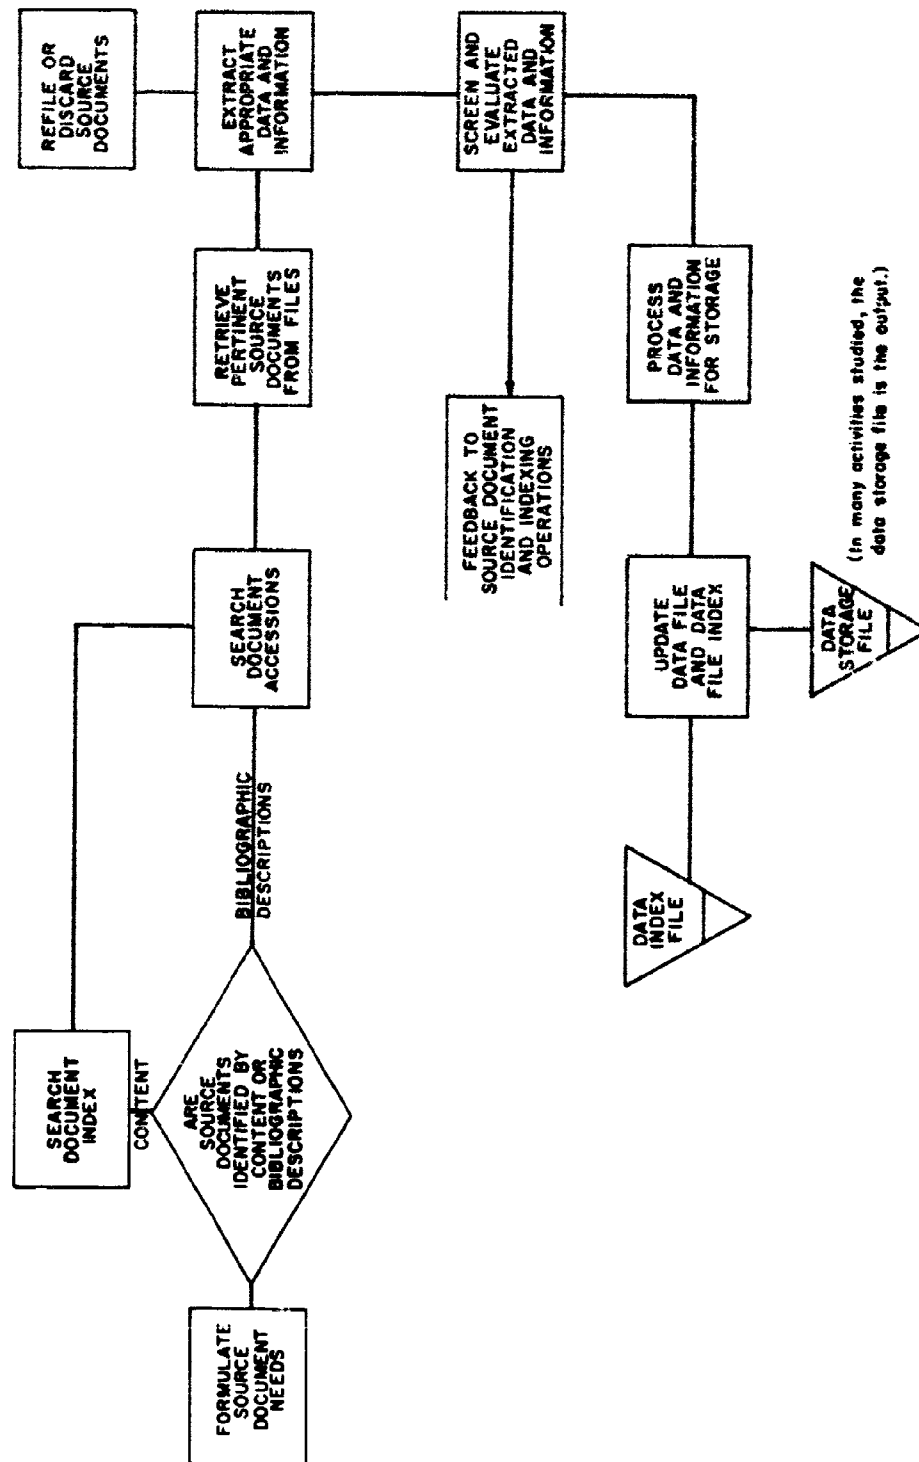 FORMULATE
SOURCE
DOCUMENT
NEEDS
ARE
SOURCE
DOCUMENTS
IDENTIFIED BY
CONTENT OR
BIBLIOGRAPHIC
DESCRIPTIONS
CONTENT
SEARCH
DOCUMENT
INDEX
BIBLIOGRAPHIC
DESCRIPTIONS
SEARCH
DOCUMENT
ACCESSIONS
RETRIEVE
PERTINENT
SOURCE
DOCUMENTS
FROM FILES
EXTRACT
APPROPRIATE
DATA AND
INFORMATION
REFILE OR
DISCARD
SOURCE
DOCUMENTS
SCREEN AND
EVALUATE
EXTRACTED
DATA AND
INFORMATION
FEEDBACK TO
SOURCE DOCUMENT
IDENTIFICATION
AND INDEXING
OPERATIONS
PROCESS
DATA AND
INFORMATION
FOR STORAGE
UPDATE
DATA FILE
AND DATA
FILE INDEX
DATA
INDEX
FILE
DATA
STORAGE
FILE
(In many activities studied, the
data storage file is the output.)